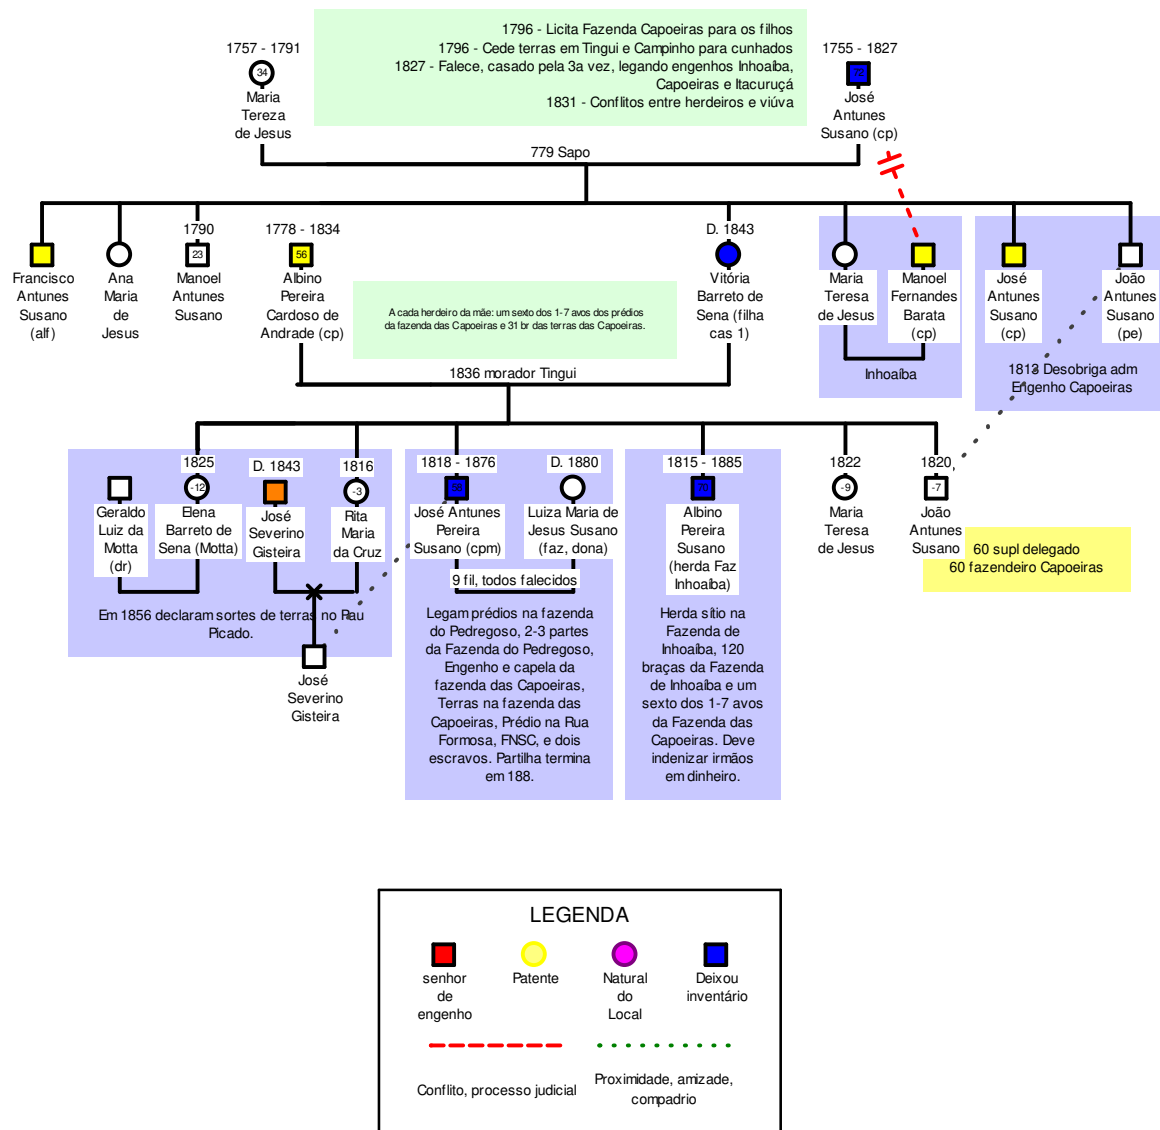 1796 - Licita Fazenda Capoeiras para os filhos
1796 - Cede terras em Tingui e Campinho para cunhados
1827 - Falece, casado pela 3a vez, legando engenhos Inhoaíba,
Capoeiras e Itacuruçá
1831 - Conflitos entre herdeiros e viúva
1757 - 1791
34
Maria
Tereza
de Jesus
1755 - 1827
72
José
Antunes
Susano (cp)
779 Sapo
Francisco
Antunes
Susano
(alf)
Ana
Maria
de
Jesus
1790
23
Manoel
Antunes
Susano
1778 - 1834
56
Albino
Pereira
Cardoso de
Andrade (cp)
D. 1843
Vitória
Barreto de
Sena (filha
cas 1)
Maria
Teresa
de Jesus
Manoel
Fernandes
Barata
(cp)
Inhoaíba
José
Antunes
Susano
(cp)
João
Antunes
Susano
(pe)
1813 Desobriga adm
Engenho Capoeiras
A cada herdeiro da mãe: um sexto dos 1-7 avos dos prédios
da fazenda das Capoeiras e 31 br das terras das Capoeiras.
1836 morador Tingui
Geraldo
Luiz da
Motta
(dr)
1825
-12
Elena
Barreto de
Sena (Motta)
D. 1843
José
Severino
Gisteira
1816
-3
Rita
Maria
da Cruz
Em 1856 declaram sortes de terras no Pau
Picado.
José
Severino
Gisteira
1818 - 1876
58
José Antunes
Pereira
Susano (cpm)
D. 1880
Luiza Maria de
Jesus Susano
(faz, dona)
9 fil, todos falecidos
Legam prédios na fazenda
do Pedregoso, 2-3 partes
da Fazenda do Pedregoso,
Engenho e capela da
fazenda das Capoeiras,
Terras na fazenda das
Capoeiras, Prédio na Rua
Formosa, FNSC, e dois
escravos. Partilha termina
em 188.
1815 - 1885
70
Albino
Pereira
Susano
(herda Faz
Inhoaíba)
Herda sítio na
Fazenda de
Inhoaíba, 120
braças da Fazenda
de Inhoaíba e um
sexto dos 1-7 avos
da Fazenda das
Capoeiras. Deve
indenizar irmãos
em dinheiro.
1822
-9
Maria
Teresa
de Jesus
1820
-7
João
Antunes
Susano
60 supl delegado
60 fazendeiro Capoeiras
LEGENDA
senhor
de
engenho
Patente
Natural
do
Local
Deixou
inventário
Conflito, processo judicial
Proximidade, amizade,
compadrio